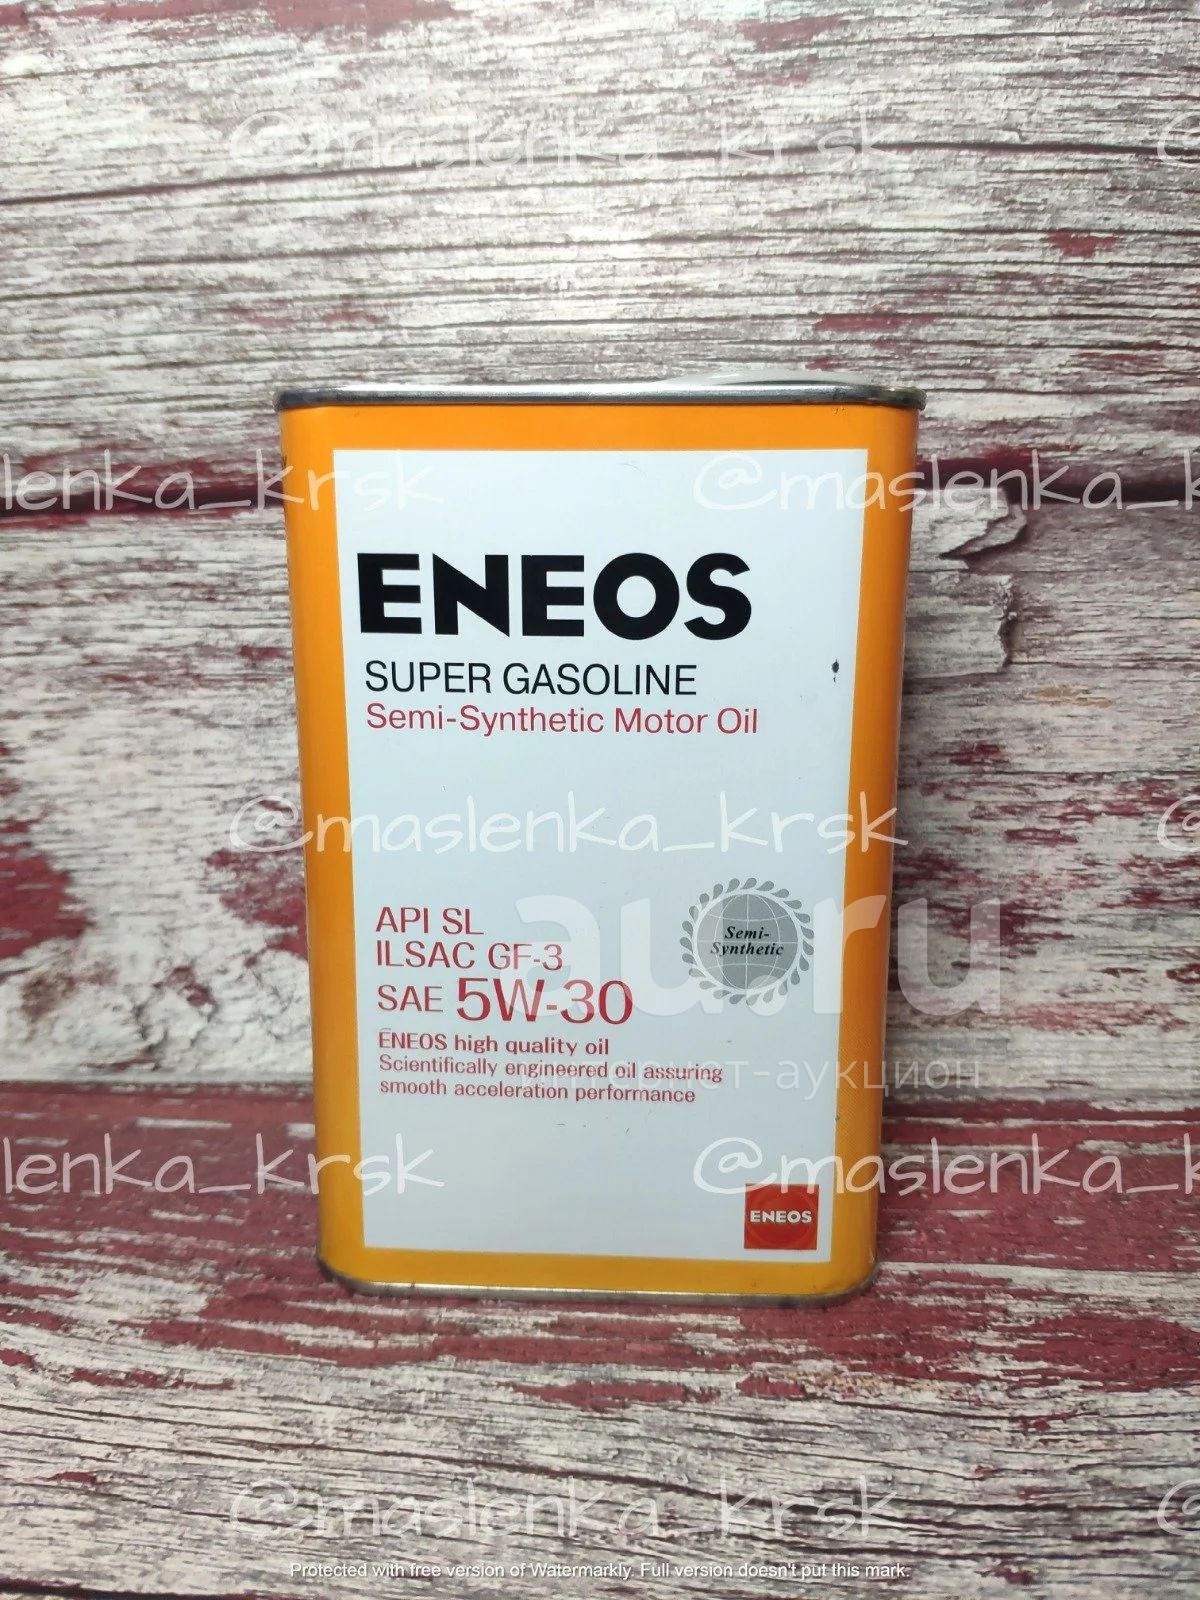 @maslenka_krsk
lenka_krsk
@maslenka_k
ENEOS
SUPER GASOLINE
Semi-Synthetic Motor Oil
@maslenka_krsk
API SL
ILSAC GF-3
SAE 5W-30
Semi-
Synthetic
au.ru
интернет-аукцион
ENEOS high quality oil
Scientifically engineered oil assuring
smooth acceleration performance
lenka_krsk
@maslenka_k
ENEOS
@maslenka_krsk
Protected with free version of Watermarkly. Full version doesn't put this mark.